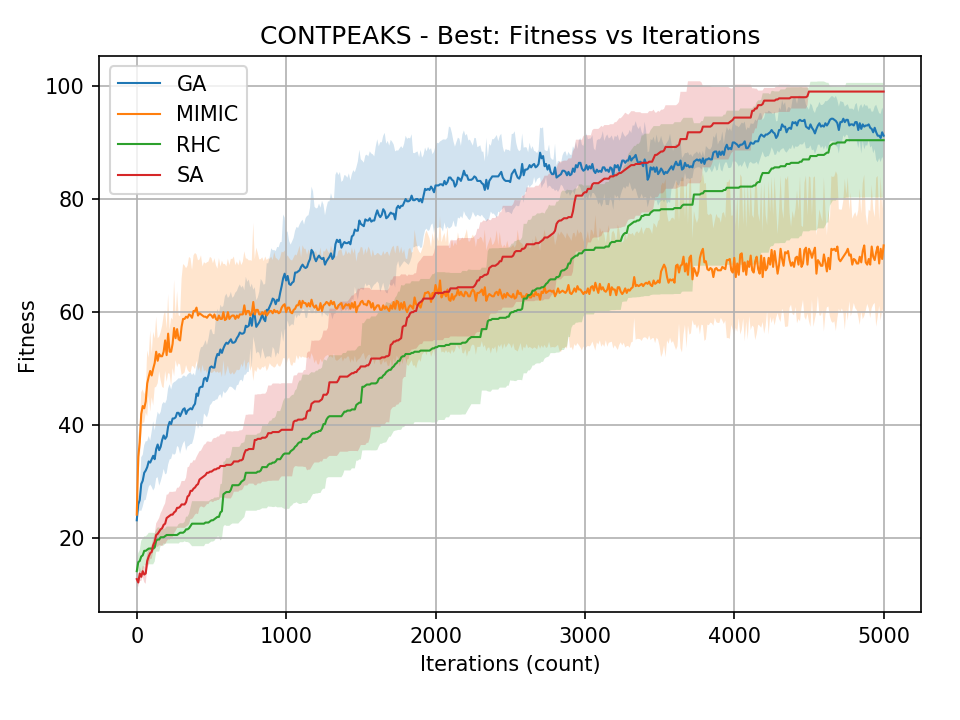 CONTPEAKS - Best: Fitness vs Iterations
GA
MIMIC
RHC
SA
Fitness
100
80
60
40
20
0 1000 2000 3000 4000 5000
Iterations (count)